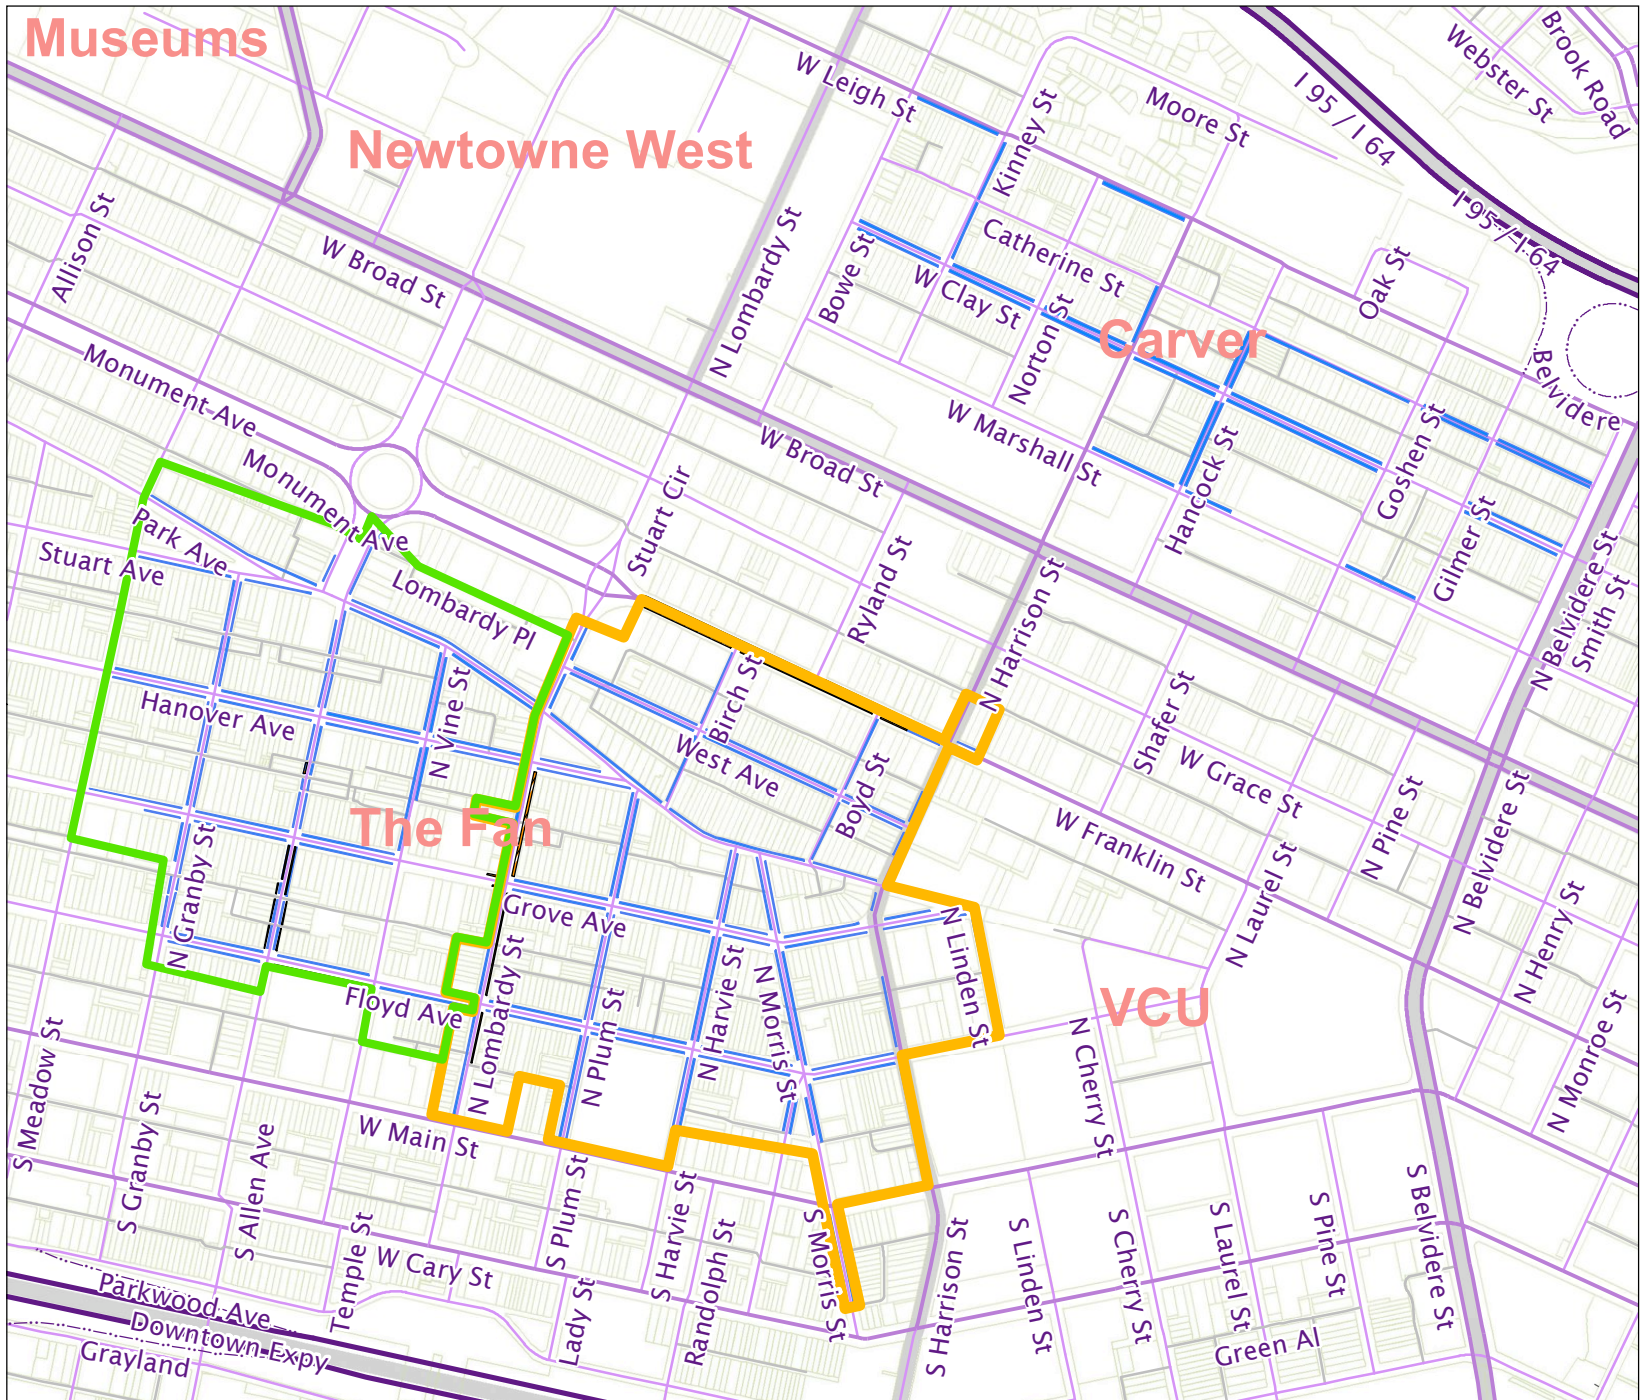 Museums
Newtowne West
W Leigh St
Kinney St
Moore St
I 95 / I 64
Webster St
Brook Road
I 95 / I 64
Allison St
W Broad St
N Lombardy St
Bowe St
Catherine St
W Clay St
Norton St
Carver
Oak St
Belvidere
Monument Ave
W Marshall St
W Broad St
Hancock St
Goshen St
Gilmer St
Monument Ave
Park Ave
Stuart Ave
Lombardy Pl
Stuart Cir
Ryland St
N Harrison St
N Belvidere St
Smith St
Hanover Ave
N Vine St
Birch St
West Ave
Boyd St
Shafer St
W Grace St
W Franklin St
N Pine St
N Belvidere St
The Fan
N Granby St
Grove Ave
N Laurel St
N Henry St
N Linden St
N Lombardy St
N Harvie St
N Morris St
Floyd Ave
N Plum St
VCU
N Cherry St
N Monroe St
S Meadow St
W Main St
S Granby St
S Allen Ave
Temple St
W Cary St
S Plum St
S Harvie St
Randolph St
S Morris St
S Harrison St
S Linden St
S Cherry St
S Laurel St
S Pine St
S Belvidere St
Parkwood Ave
Downtown Expy
Grayland
Lady St
Green Al